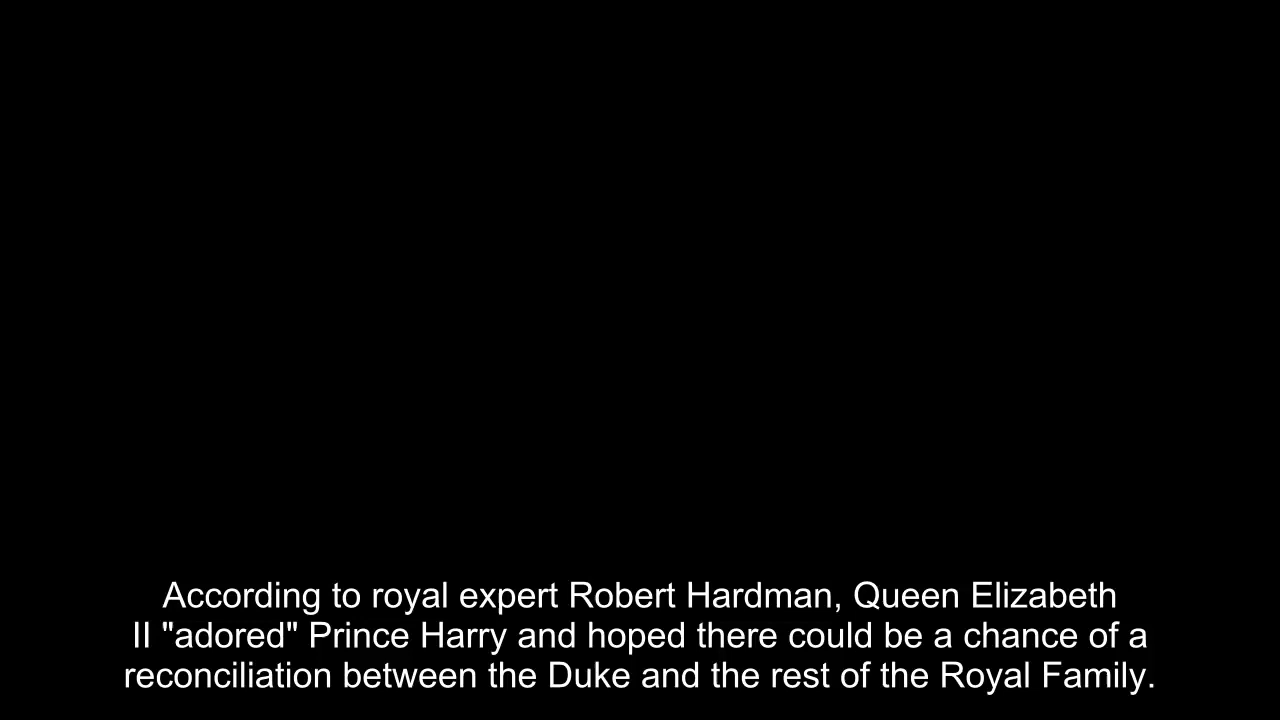 According to royal expert Robert Hardman, Queen Elizabeth
II "adored" Prince Harry and hoped there could be a chance of a
reconciliation between the Duke and the rest of the Royal Family.